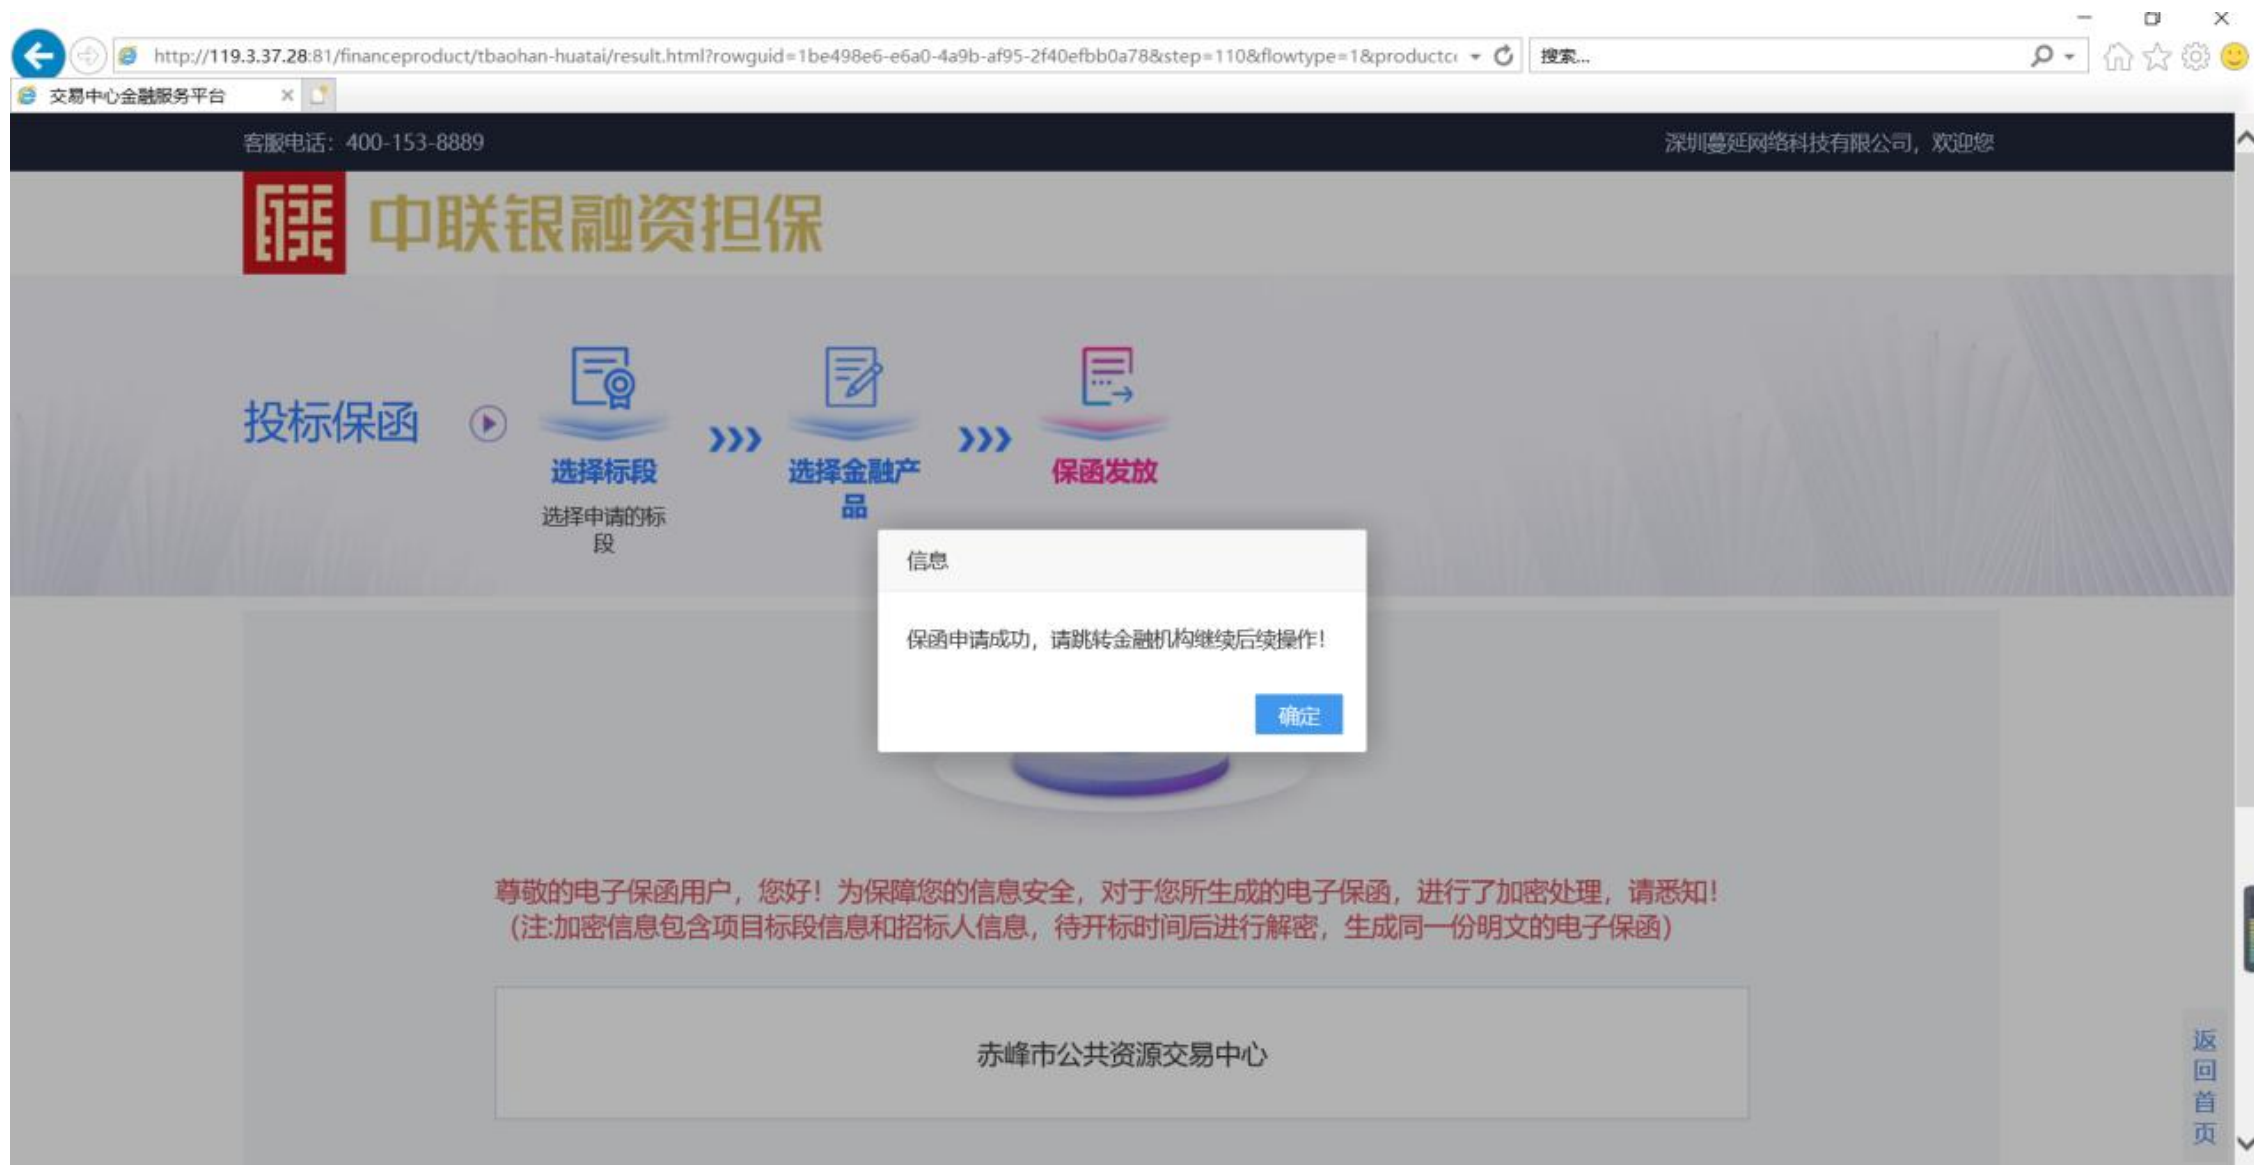 http://119.3.37.28:81/financeproduct/tbaohan-huatai/result.html?rowguid=1be498e6-e6a0-4a9b-af95-2f40efbb0a78&step=110&flowtype=1&productc
搜索...
交易中心金融服务平台
客服电话：400-153-8889
深圳蔓延网络科技有限公司，欢迎您
中联银融资担保
投标保函
选择标段
选择申请的标
段
选择金融产
品
保函发放
信息
保函申请成功，请跳转金融机构继续后续操作！
确定
尊敬的电子保函用户，您好！为保障您的信息安全，对于您所生成的电子保函，进行了加密处理，请悉知！
（注:加密信息包含项目标段信息和招标人信息，待开标时间后进行解密，生成同一份明文的电子保函）
赤峰市公共资源交易中心
返回首页